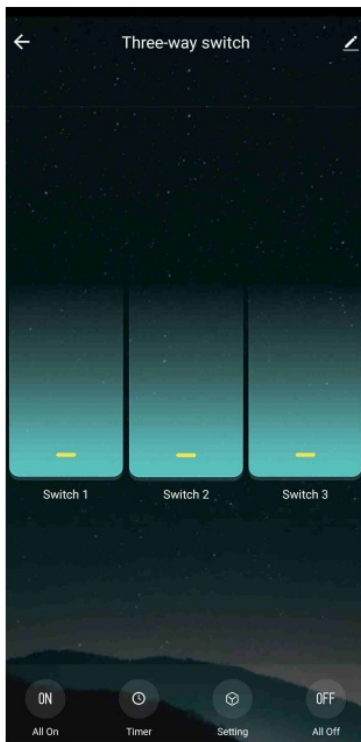 Three-way switch
Switch 1 Switch 2 Switch 3
ON OFF
All On Timer Setting All Off